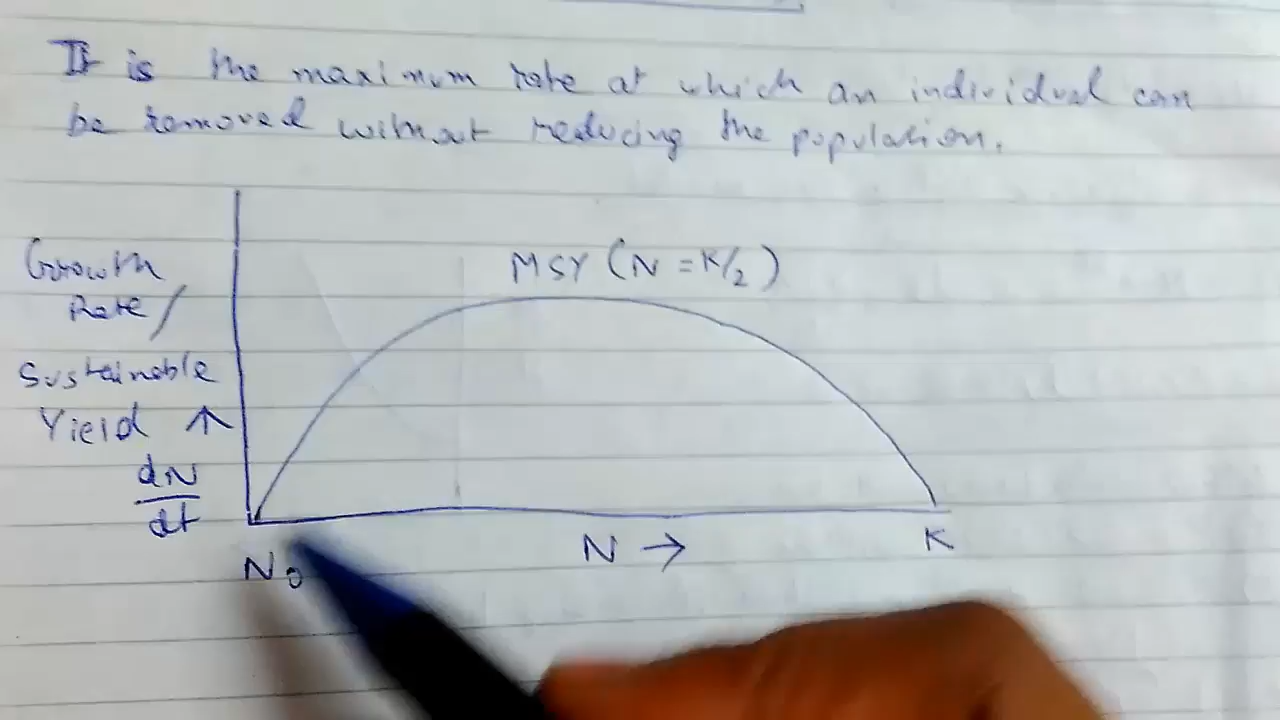 It is the maximum rate at which an individual can
be removed without reducing the population.
MSY (N = K/2)
Growth
Rate/
Sustainable
Yield ↑
dN
dt
N₀
N →
K